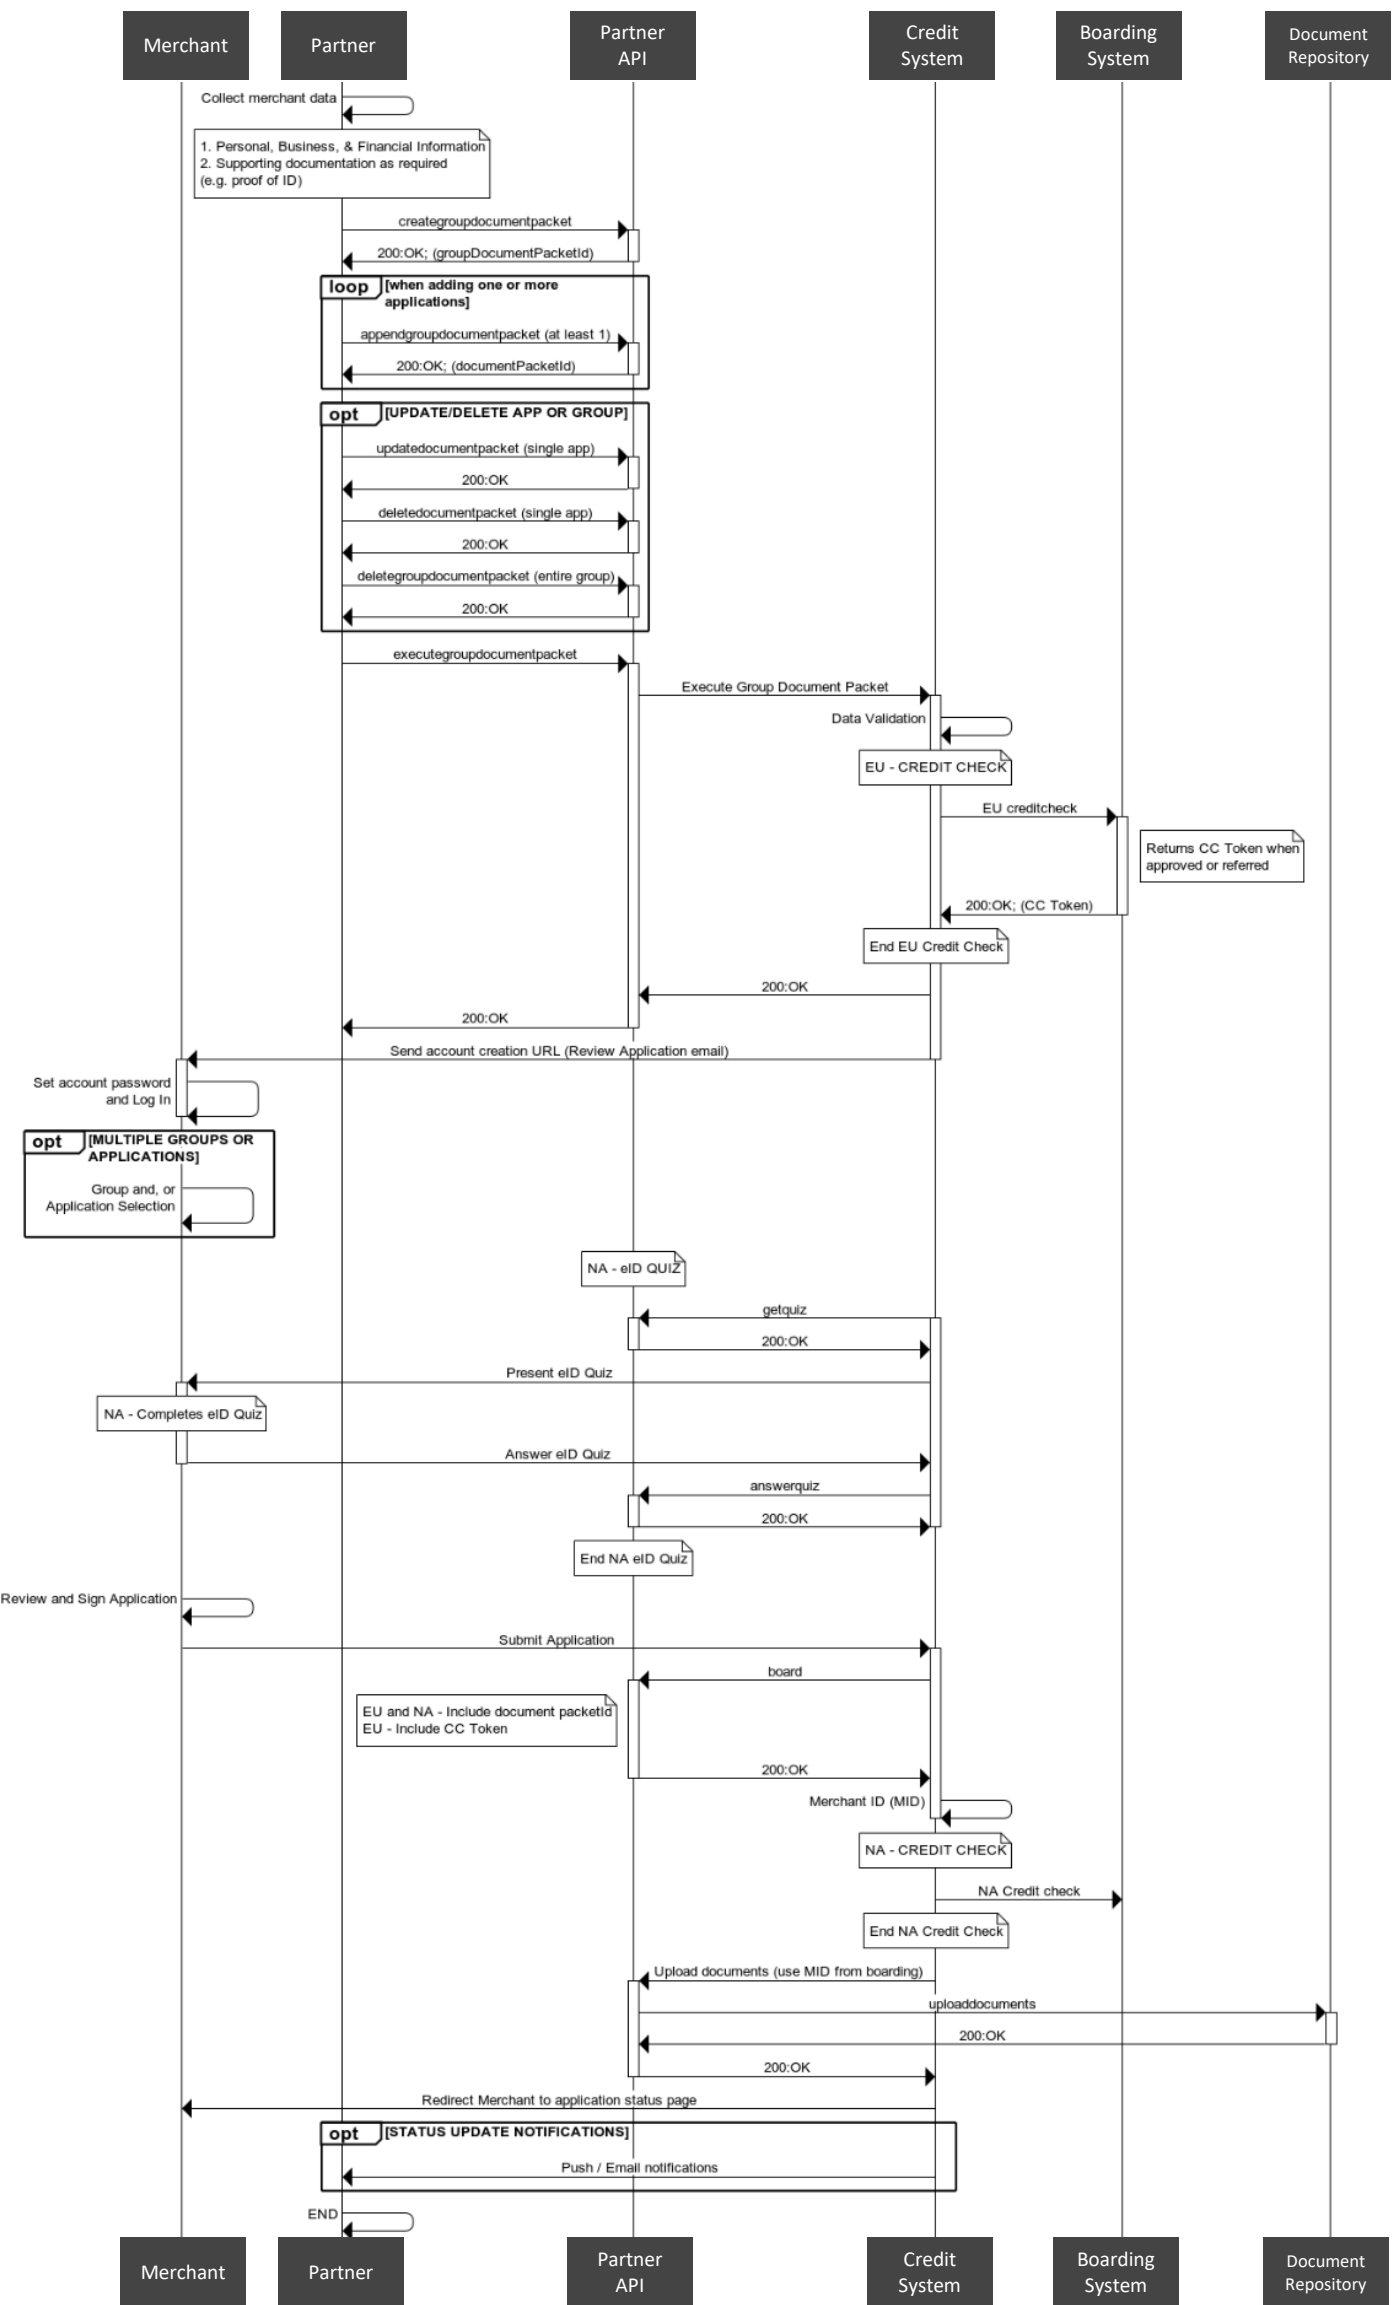 Merchant
Partner
Partner
API
Credit
System
Boarding
System
Document
Repository
Collect merchant data
1. Personal, Business, & Financial Information
2. Supporting documentation as required
(e.g. proof of ID)
creategroupdocumentpacket
200:OK; (groupDocumentPacketId)
loop
[when adding one or more
applications]
appendgroupdocumentpacket (at least 1)
200:OK; (documentPacketId)
opt
[UPDATE/DELETE APP OR GROUP]
updatedocumentpacket (single app)
200:OK
deletedocumentpacket (single app)
200:OK
deletegroupdocumentpacket (entire group)
200:OK
executegroupdocumentpacket
Execute Group Document Packet
Data Validation
EU - CREDIT CHECK
EU creditcheck
Returns CC Token when
approved or referred
200:OK; (CC Token)
End EU Credit Check
200:OK
200:OK
Send account creation URL (Review Application email)
Set account password
and Log In
opt
[MULTIPLE GROUPS OR
APPLICATIONS]
Group and, or
Application Selection
NA - eID QUIZ
getquiz
200:OK
Present eID Quiz
NA - Completes eID Quiz
Answer eID Quiz
answerquiz
200:OK
End NA eID Quiz
Review and Sign Application
Submit Application
board
EU and NA - Include document packetId
EU - Include CC Token
200:OK
Merchant ID (MID)
NA - CREDIT CHECK
NA Credit check
End NA Credit Check
Upload documents (use MID from boarding)
uploaddocuments
200:OK
200:OK
Redirect Merchant to application status page
opt
[STATUS UPDATE NOTIFICATIONS]
Push / Email notifications
END
Merchant
Partner
Partner
API
Credit
System
Boarding
System
Document
Repository